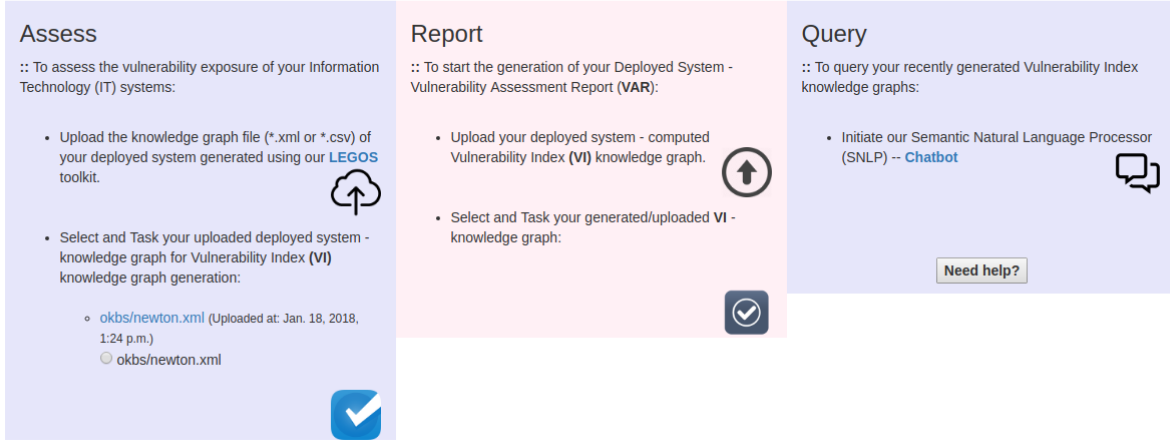 Assess
:: To assess the vulnerability exposure of your Information
Technology (IT) systems:
• Upload the knowledge graph file (*.xml or *.csv) of
your deployed system generated using our LEGOS
toolkit.
• Select and Task your uploaded deployed system -
knowledge graph for Vulnerability Index (VI)
knowledge graph generation:
okbs/newton.xml (Uploaded at: Jan. 18, 2018,
1:24 p.m.)
okbs/newton.xml
Report
:: To start the generation of your Deployed System -
Vulnerability Assessment Report (VAR):
• Upload your deployed system - computed
Vulnerability Index (VI) knowledge graph.
• Select and Task your generated/uploaded VI -
knowledge graph:
Query
:: To query your recently generated Vulnerability Index
knowledge graphs:
• Initiate our Semantic Natural Language Processor
(SNLP) -- Chatbot
Need help?